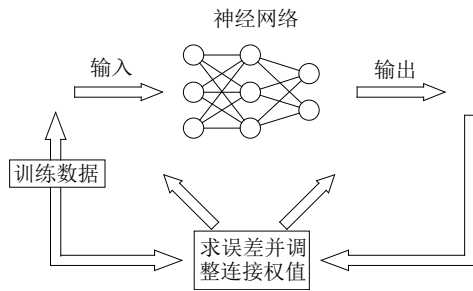 神经网络
输入
输出
训练数据
求误差并调
整连接权值